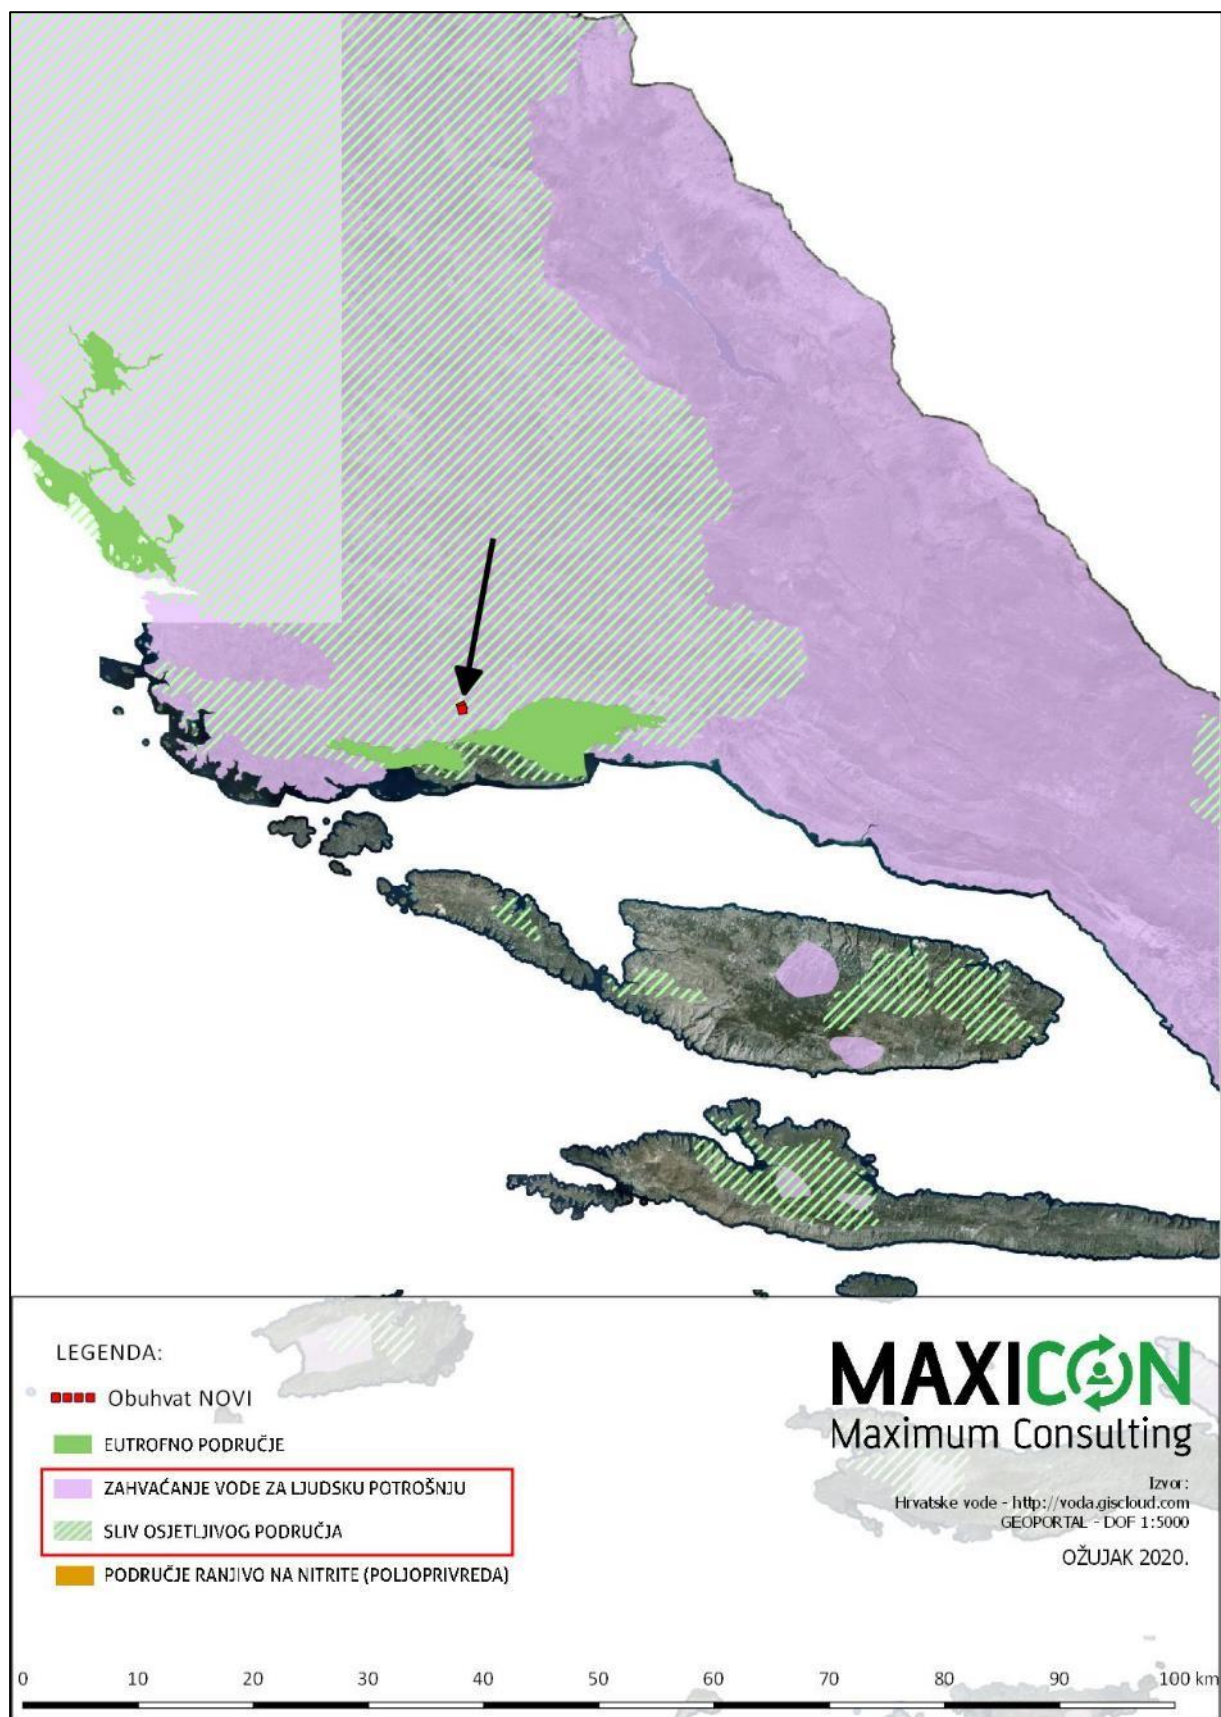 LEGENDA:
Obuhvat NOVI
EUTROFNO PODRUČJE
ZAHVAĆANJE VODE ZA LJUDSKU POTROŠNJU
SLIV OSJETLJIVOG PODRUČJA
PODRUČJE RANJIVO NA NITRITE (POLJOPRIVREDA)
MAXICON
Maximum Consulting
Izvor:
Hrvatske vode - http://voda.giscloud.com
GEOPORTAL - DOF 1:5000
OŽUJAK 2020.
0 10 20 30 40 50 60 70 80 90 100 km